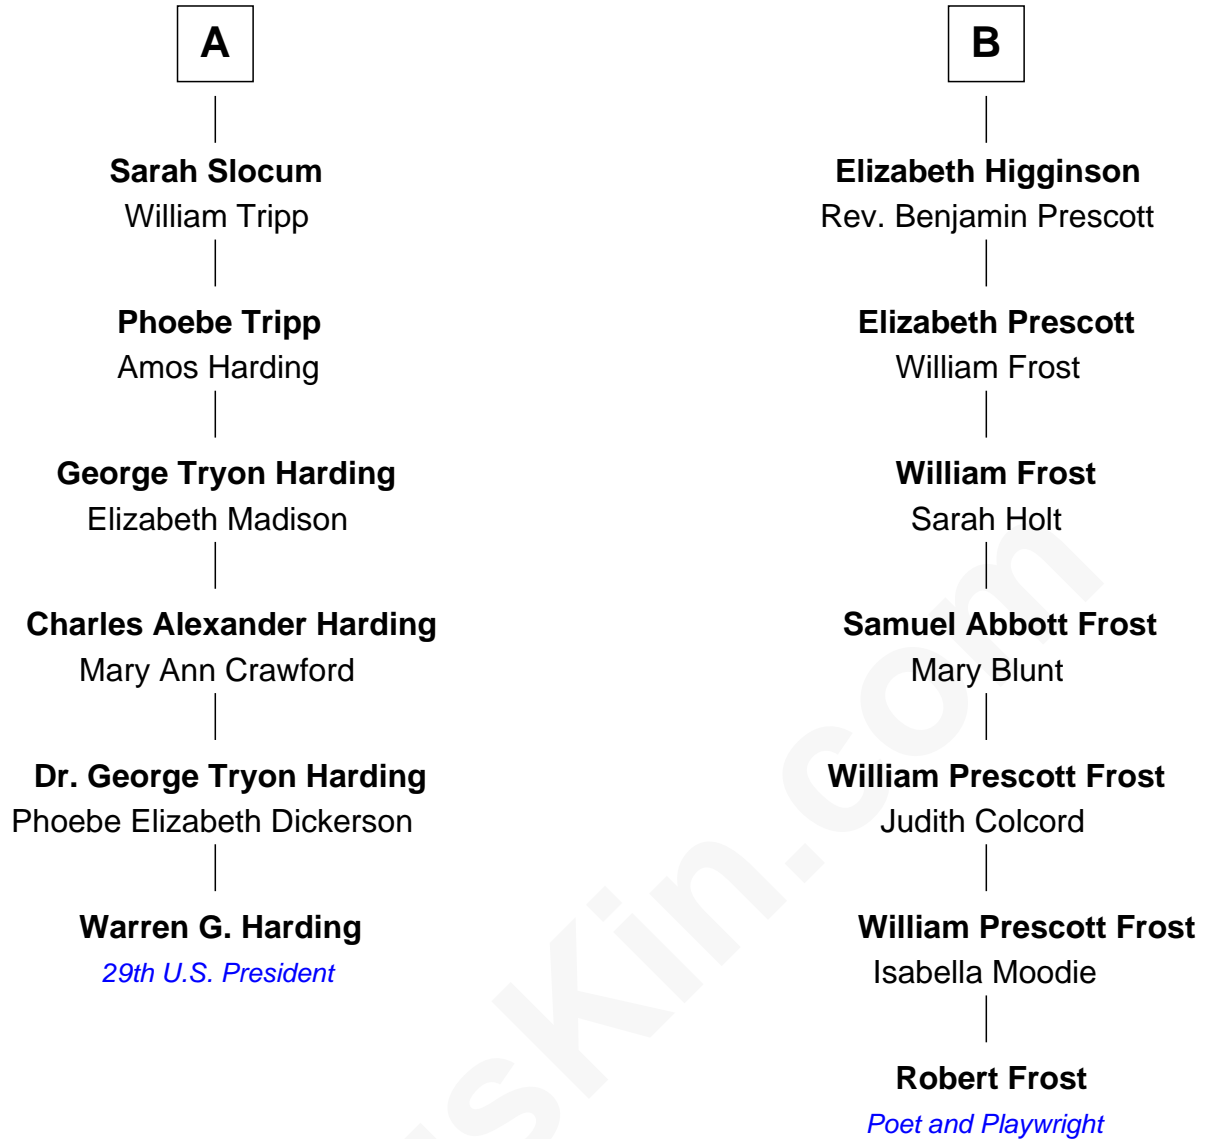 A
Sarah Slocum
William Tripp
Phoebe Tripp
Amos Harding
George Tryon Harding
Elizabeth Madison
Charles Alexander Harding
Mary Ann Crawford
Dr. George Tryon Harding
Phoebe Elizabeth Dickerson
Warren G. Harding
29th U.S. President
B
Elizabeth Higginson
Rev. Benjamin Prescott
Elizabeth Prescott
William Frost
William Frost
Sarah Holt
Samuel Abbott Frost
Mary Blunt
William Prescott Frost
Judith Colcord
William Prescott Frost
Isabella Moodie
Robert Frost
Poet and Playwright